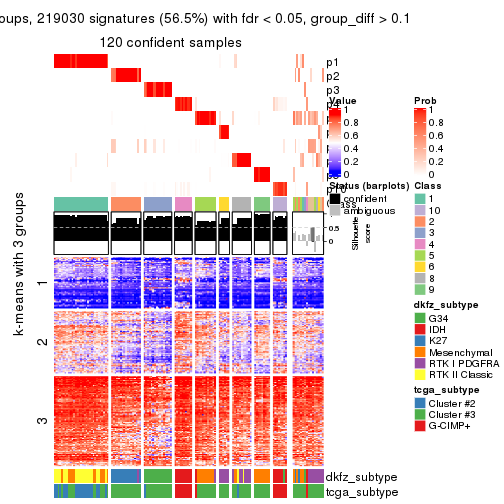 oups, 219030 signatures (56.5%) with fdr < 0.05, group_diff > 0.1
120 confident samples
p1
p2
p3
Value
1
0.8
0.6
0.4
0.2
0
Prob
1
0.8
0.6
0.4
0.2
0
Status (barplots)
confident
ambiguous
Class
1
10
2
3
4
5
6
8
9
0.5
0
Silhouette
score
k-means with 3 groups
1
2
3
dkfz_subtype
G34
IDH
K27
Mesenchymal
RTK I PDGFRA
RTK II Classic
tcga_subtype
Cluster #2
Cluster #3
G-CIMP+
dkfz_subtype
tcga_subtype